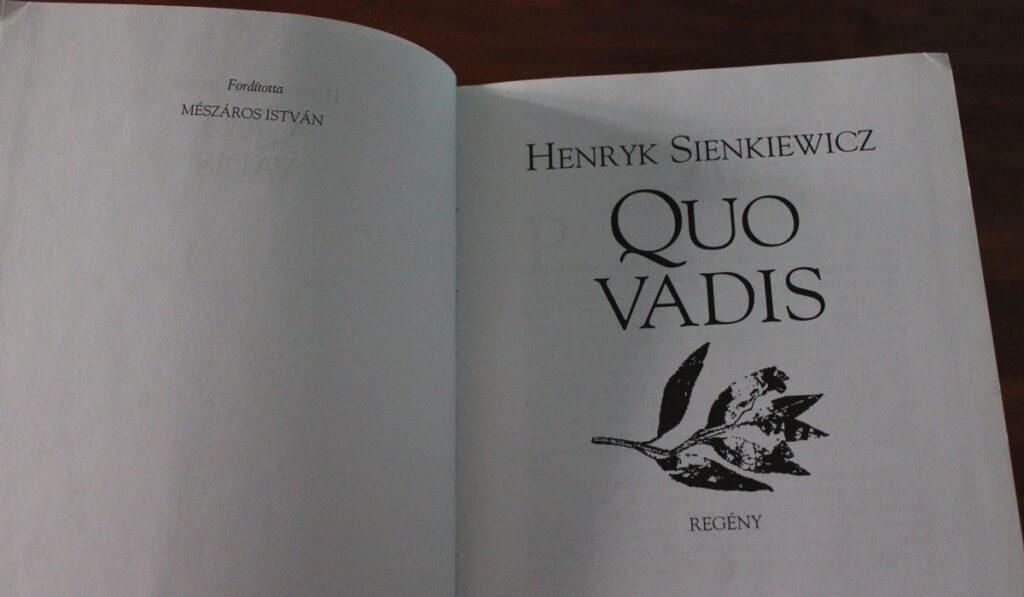 Fordította
MÉSZÁROS ISTVÁN
HENRYK SIENKIEWICZ
QUO
VADIS
REGÉNY